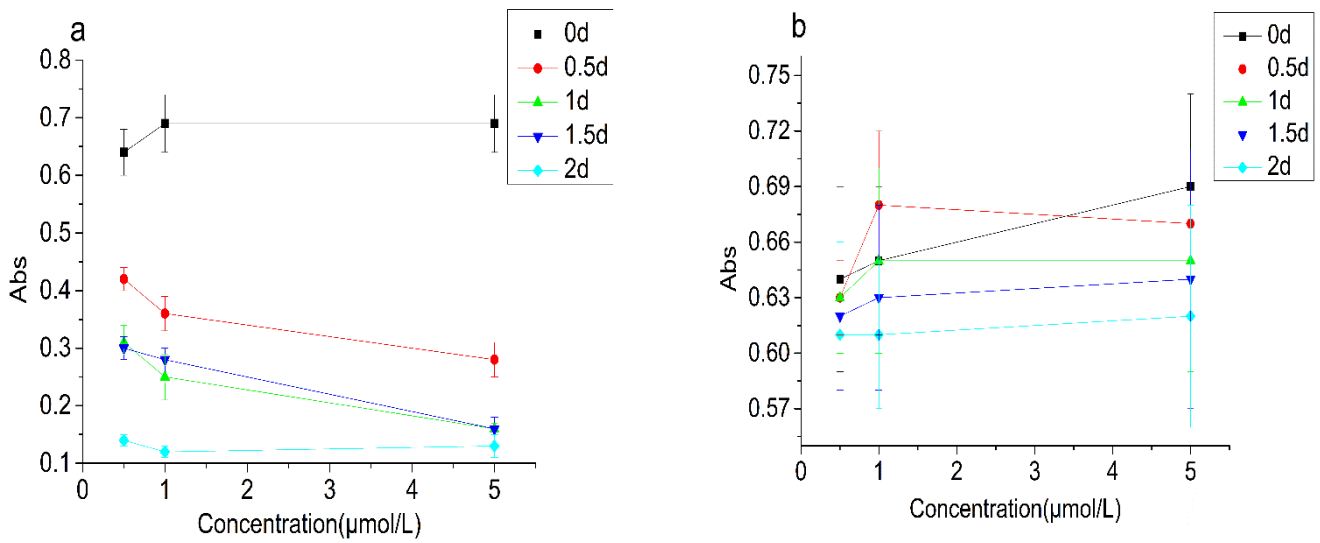 a
0d
0.5d
1d
1.5d
2d
0.8
0.7
0.6
0.5
0.4
0.3
0.2
0.1
Abs
0 1 2 3 4 5
Concentration(μmol/L)
b
0d
0.5d
1d
1.5d
2d
0.75
0.72
0.69
0.66
0.63
0.60
0.57
Abs
0 1 2 3 4 5
Concentration(μmol/L)